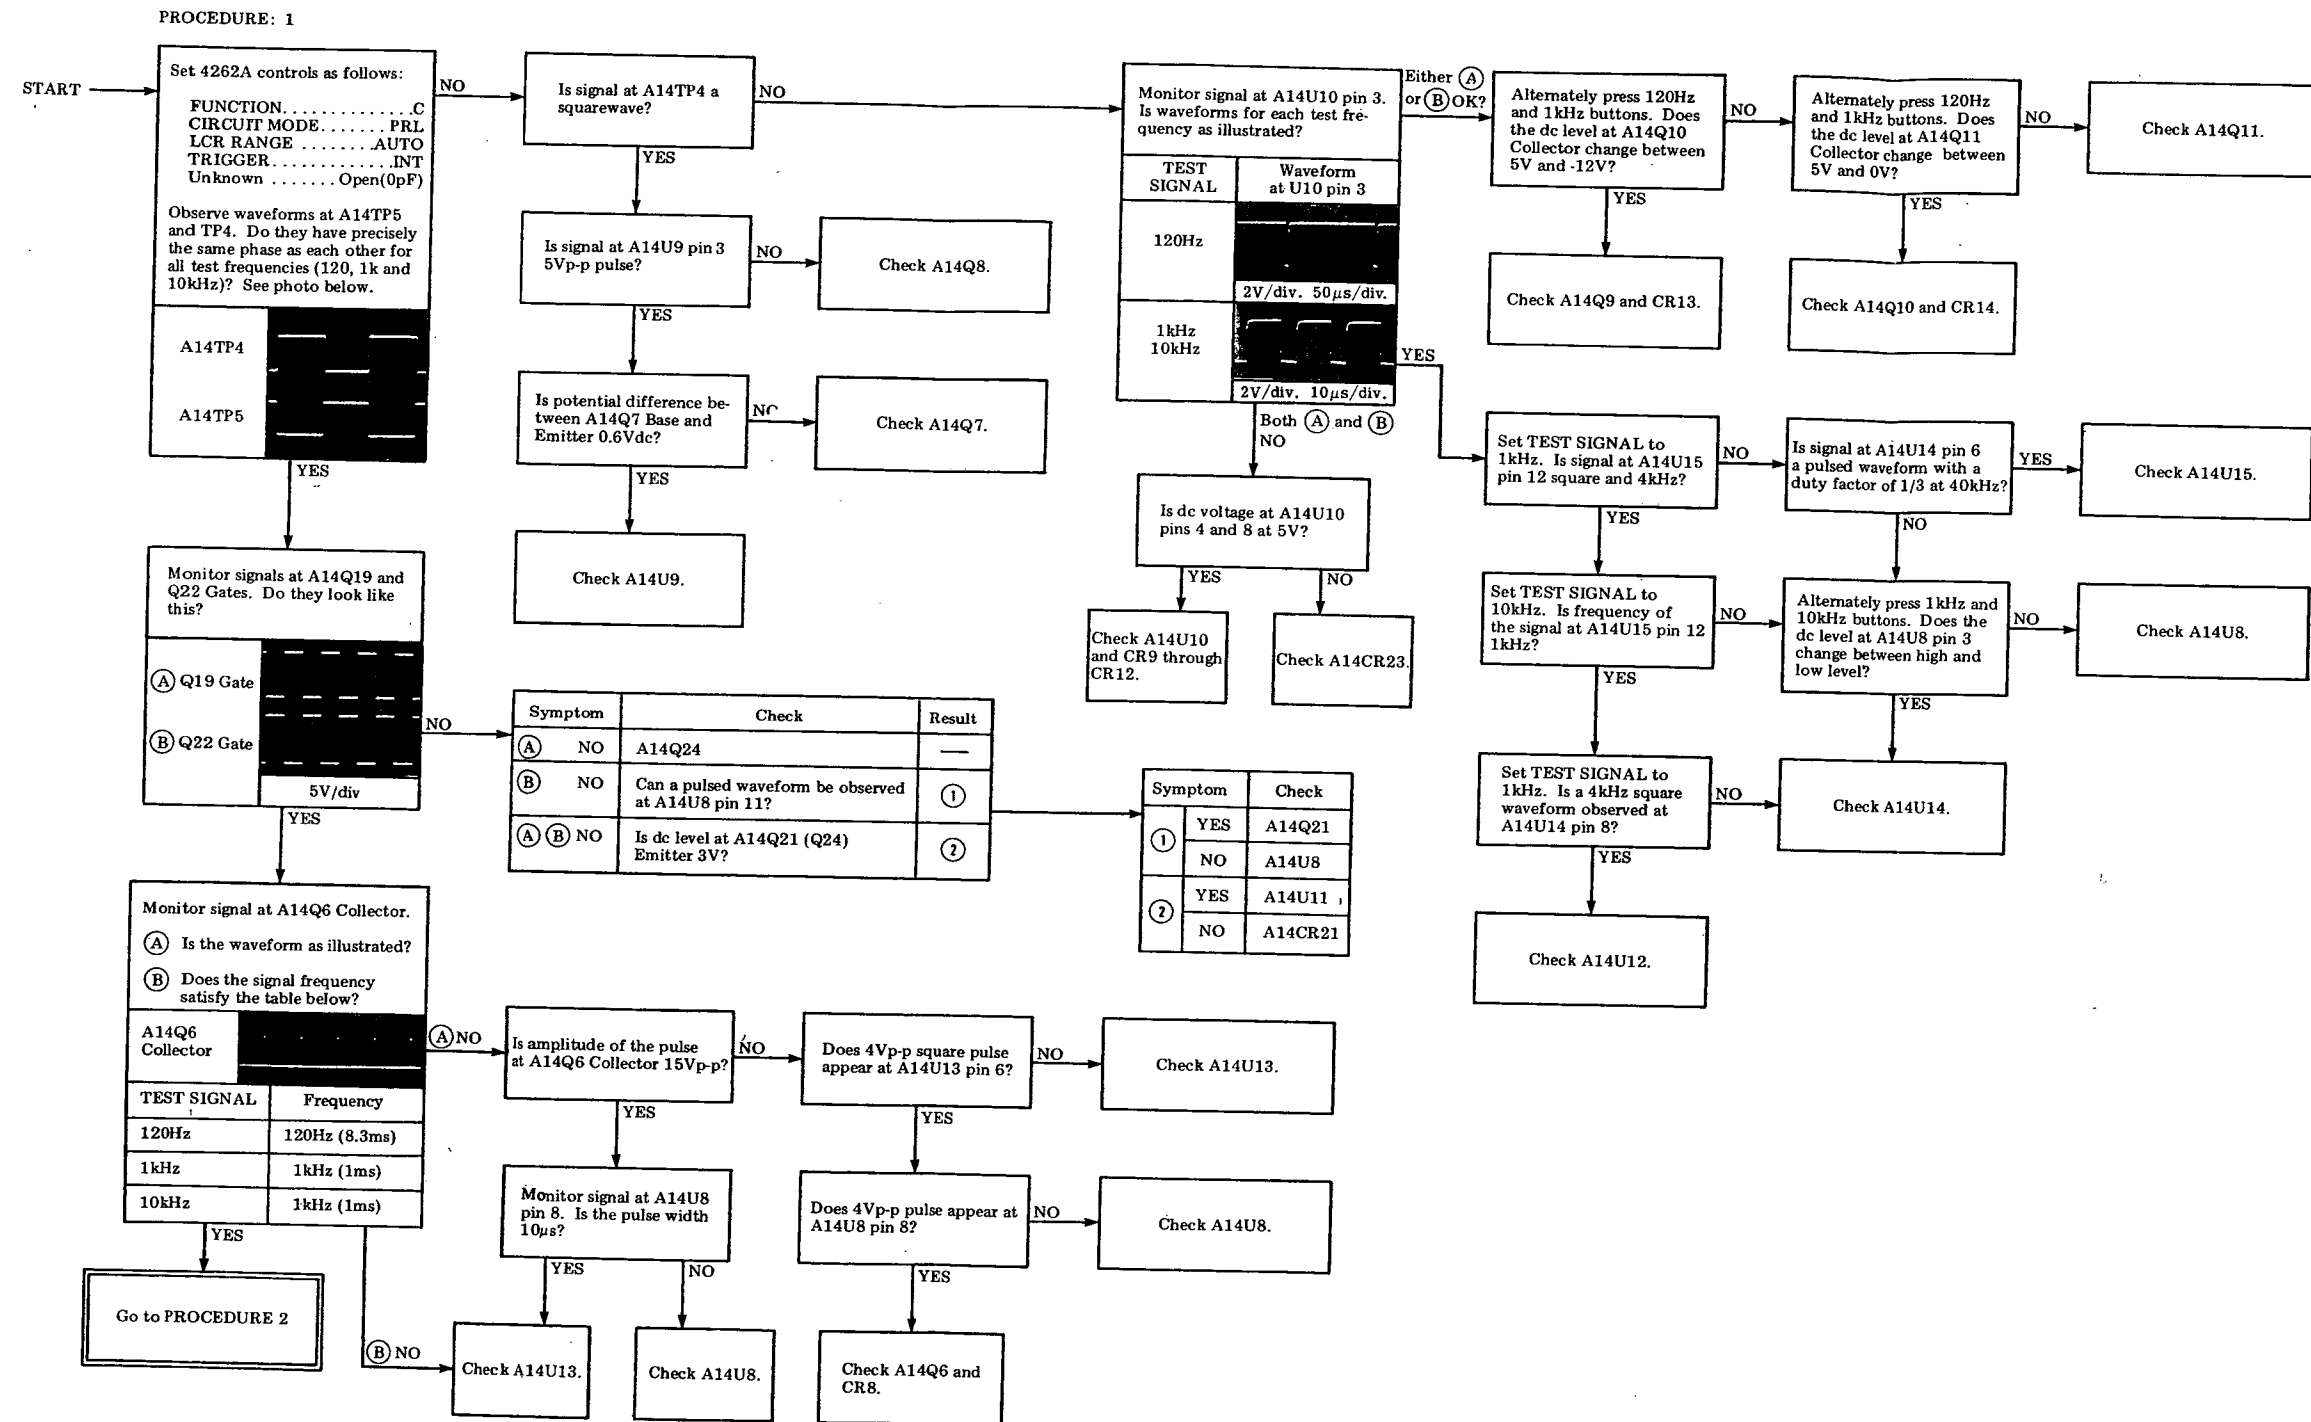 PROCEDURE: 1
START
Set 4262A controls as follows:
FUNCTION.............C
CIRCUIT MODE....... PRL
LCR RANGE ........AUTO
TRIGGER.............INT
Unknown ....... Open(0pF)
Observe waveforms at A14TP5
and TP4. Do they have precisely
the same phase as each other for
all test frequencies (120, 1k and
10kHz)? See photo below.
A14TP4
A14TP5
NO
YES
Is signal at A14TP4 a
squarewave?
NO
YES
Is signal at A14U9 pin 3
5Vp-p pulse?
NO
Check A14Q8.
YES
Is potential difference be-
tween A14Q7 Base and
Emitter 0.6Vdc?
NO
Check A14Q7.
YES
Check A14U9.
Monitor signal at A14U10 pin 3.
Is waveforms for each test fre-
quency as illustrated?
TEST
SIGNAL
Waveform
at U10 pin 3
120Hz
2V/div. 50μs/div.
1kHz
10kHz
2V/div. 10μs/div.
Either Ⓐ
or Ⓑ OK?
YES
Both Ⓐ and Ⓑ
NO
Is dc voltage at A14U10
pins 4 and 8 at 5V?
YES
NO
Check A14U10
and CR9 through
CR12.
Check A14CR23.
Alternately press 120Hz
and 1kHz buttons. Does
the dc level at A14Q10
Collector change between
5V and -12V?
NO
YES
Check A14Q9 and CR13.
Alternately press 120Hz
and 1kHz buttons. Does
the dc level at A14Q11
Collector change between
5V and 0V?
NO
Check A14Q11.
YES
Check A14Q10 and CR14.
Set TEST SIGNAL to
1kHz. Is signal at A14U15
pin 12 square and 4kHz?
NO
YES
Is signal at A14U14 pin 6
a pulsed waveform with a
duty factor of 1/3 at 40kHz?
YES
Check A14U15.
NO
Set TEST SIGNAL to
10kHz. Is frequency of
the signal at A14U15 pin 12
1kHz?
NO
YES
Alternately press 1kHz and
10kHz buttons. Does the
dc level at A14U8 pin 3
change between high and
low level?
NO
Check A14U8.
YES
Set TEST SIGNAL to
1kHz. Is a 4kHz square
waveform observed at
A14U14 pin 8?
NO
Check A14U14.
YES
Check A14U12.
Monitor signals at A14Q19 and
Q22 Gates. Do they look like
this?
Ⓐ Q19 Gate
Ⓑ Q22 Gate
5V/div
NO
YES
Symptom Check Result
Ⓐ NO A14Q24 —
Ⓑ NO Can a pulsed waveform be observed
at A14U8 pin 11? ①
Ⓐ Ⓑ NO Is dc level at A14Q21 (Q24)
Emitter 3V? ②
Symptom Check
① YES A14Q21
NO A14U8
② YES A14U11
NO A14CR21
Monitor signal at A14Q6 Collector.
Ⓐ Is the waveform as illustrated?
Ⓑ Does the signal frequency
satisfy the table below?
A14Q6
Collector
TEST SIGNAL Frequency
120Hz 120Hz (8.3ms)
1kHz 1kHz (1ms)
10kHz 1kHz (1ms)
YES
Go to PROCEDURE 2
Ⓑ NO
Ⓐ NO
Is amplitude of the pulse
at A14Q6 Collector 15Vp-p?
NO
YES
Monitor signal at A14U8
pin 8. Is the pulse width
10μs?
YES
NO
Check A14U13.
Check A14U8.
Does 4Vp-p square pulse
appear at A14U13 pin 6?
NO
Check A14U13.
YES
Does 4Vp-p pulse appear at
A14U8 pin 8?
NO
Check A14U8.
YES
Check A14Q6 and
CR8.